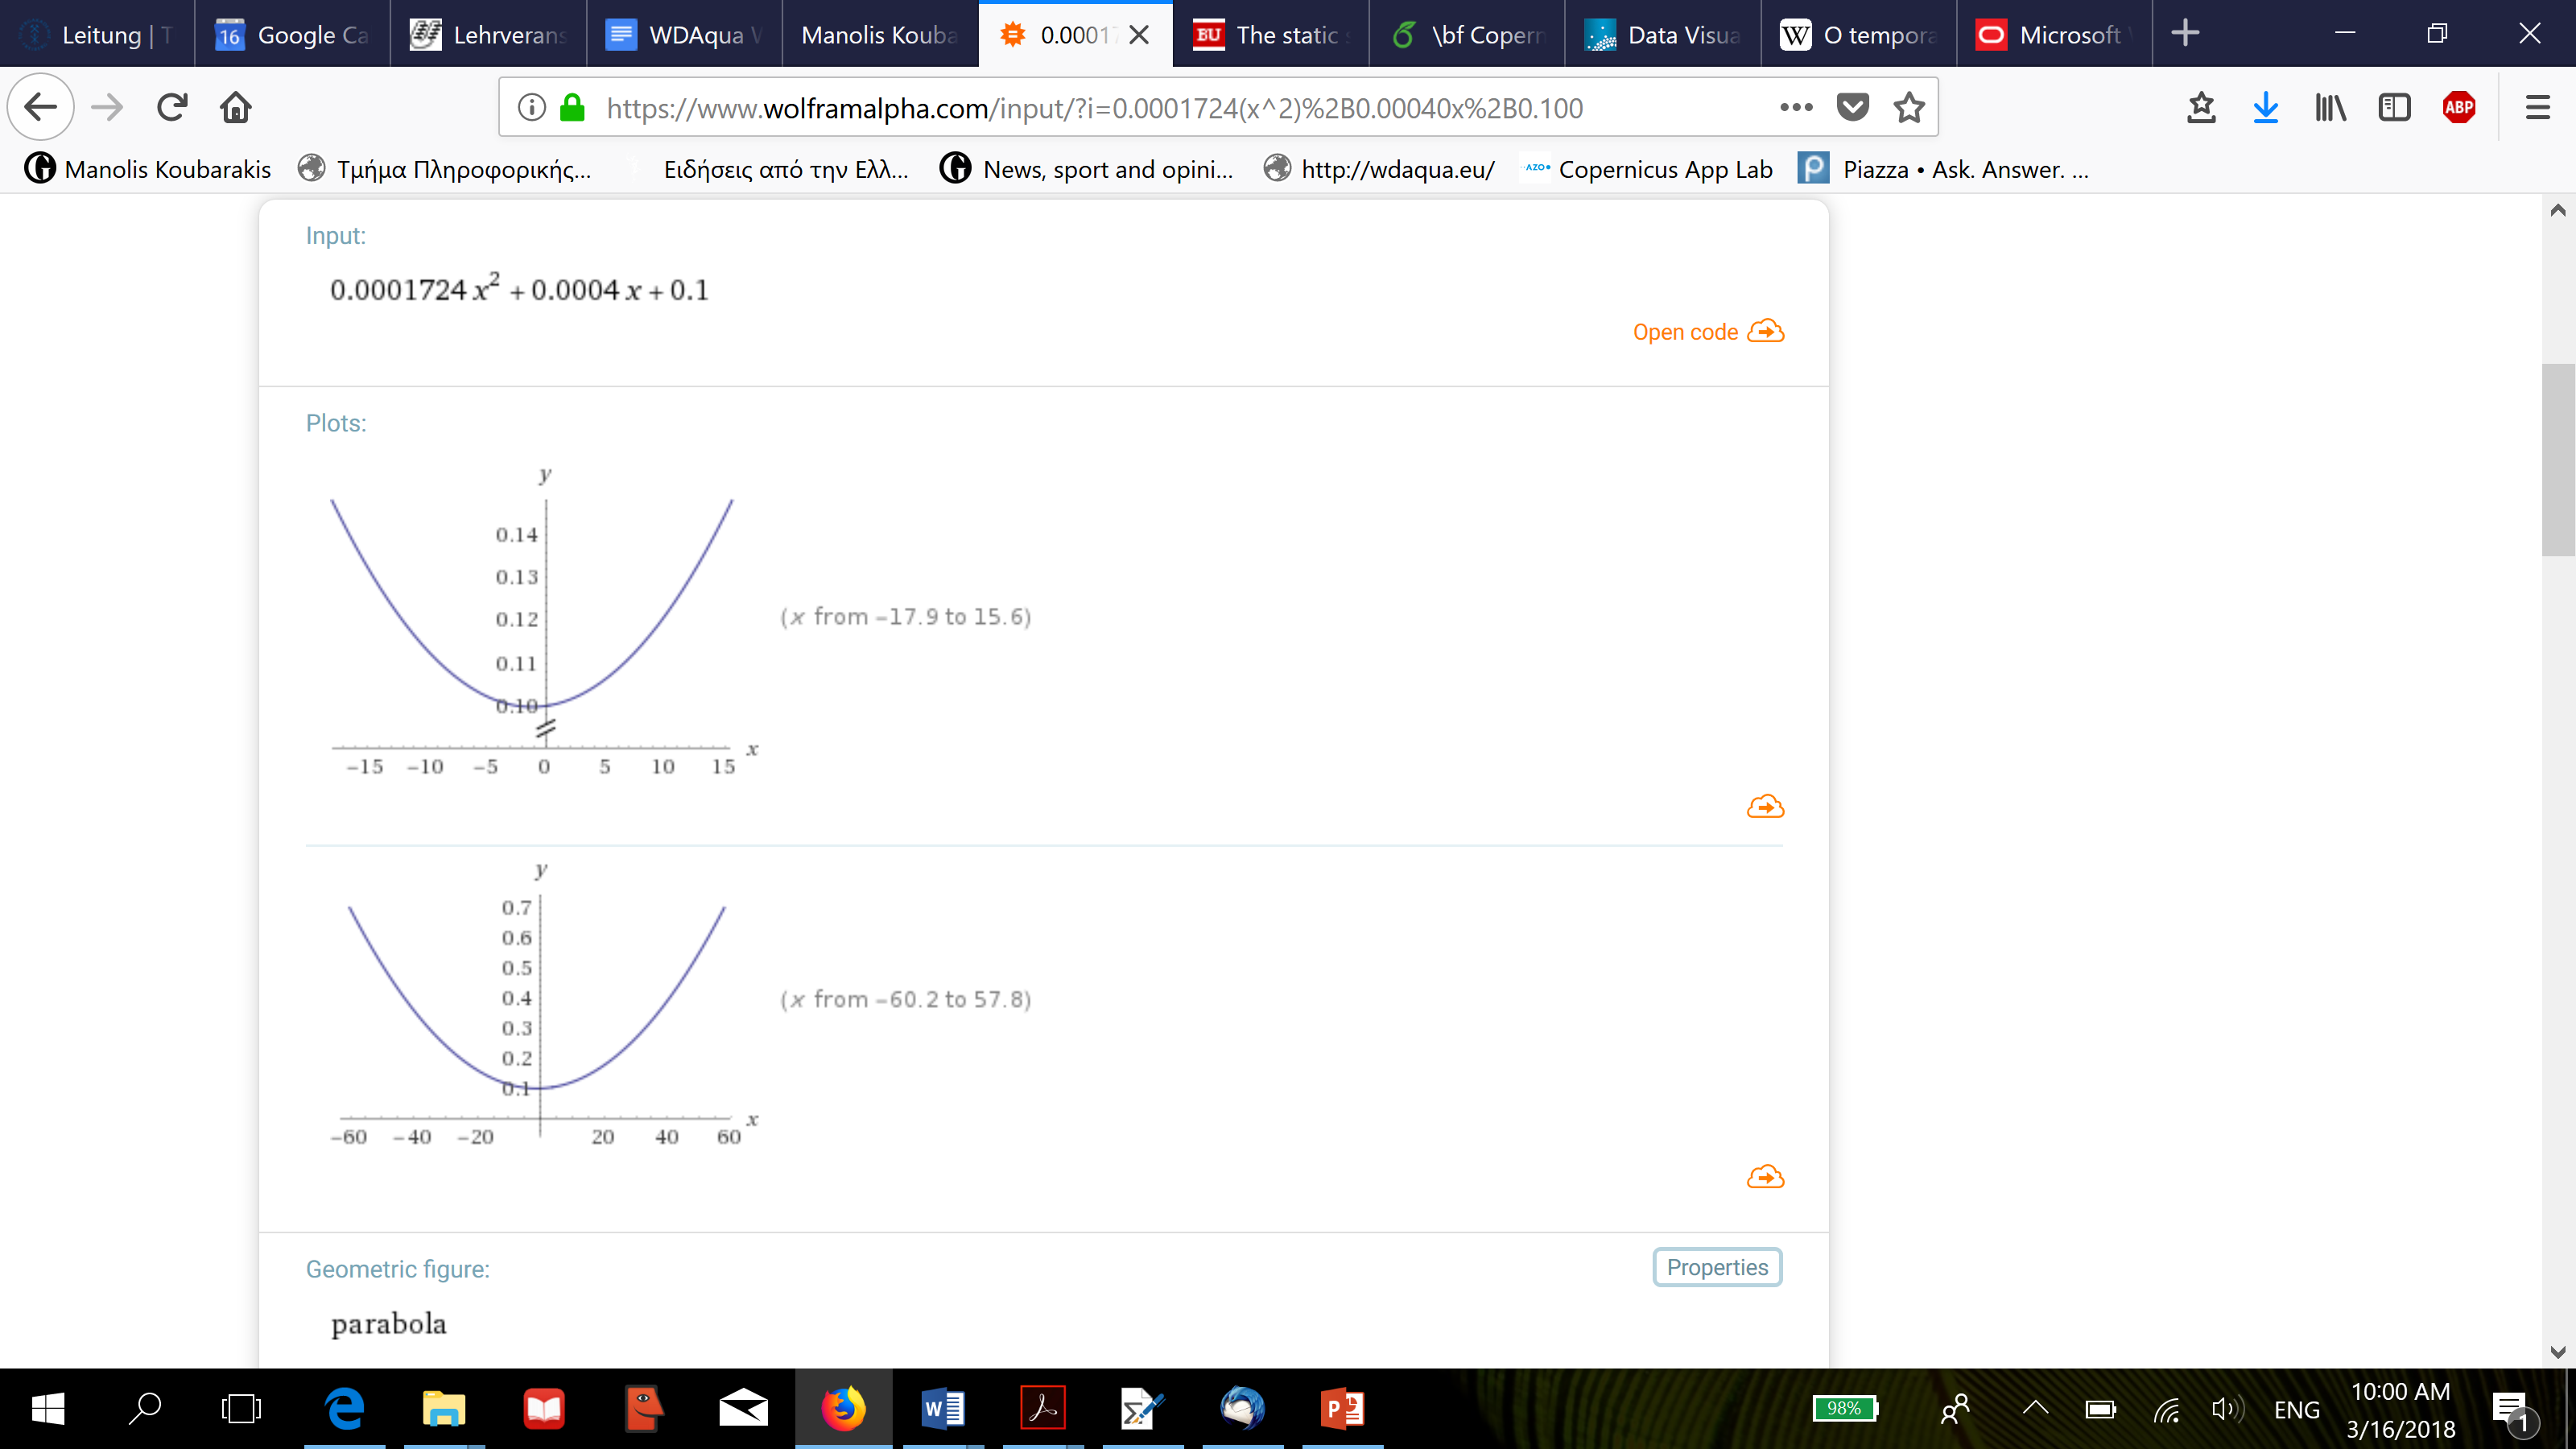 Leitung | T
16 Google Ca
Lehrverans
WDAqua W
Manolis Kouba
0.00017
BU The static s
\bf Copern
Data Visua
W O tempora
Microsoft
https://www.wolframalpha.com/input/?i=0.0001724(x^2)%2B0.00040x%2B0.100
ABP
Manolis Koubarakis
Τμήμα Πληροφορικής...
Ειδήσεις από την Ελλ...
News, sport and opini...
http://wdaqua.eu/
Copernicus App Lab
Piazza • Ask. Answer. ...
Input:
0.0001724 x² + 0.0004 x + 0.1
Open code
Plots:
y
0.14
0.13
0.12
0.11
0.10
x
−15 −10 −5 0 5 10 15
(x from −17.9 to 15.6)
y
0.7
0.6
0.5
0.4
0.3
0.2
0.1
x
−60 −40 −20 20 40 60
(x from −60.2 to 57.8)
Geometric figure:
Properties
parabola
98%
ENG
10:00 AM
3/16/2018
1